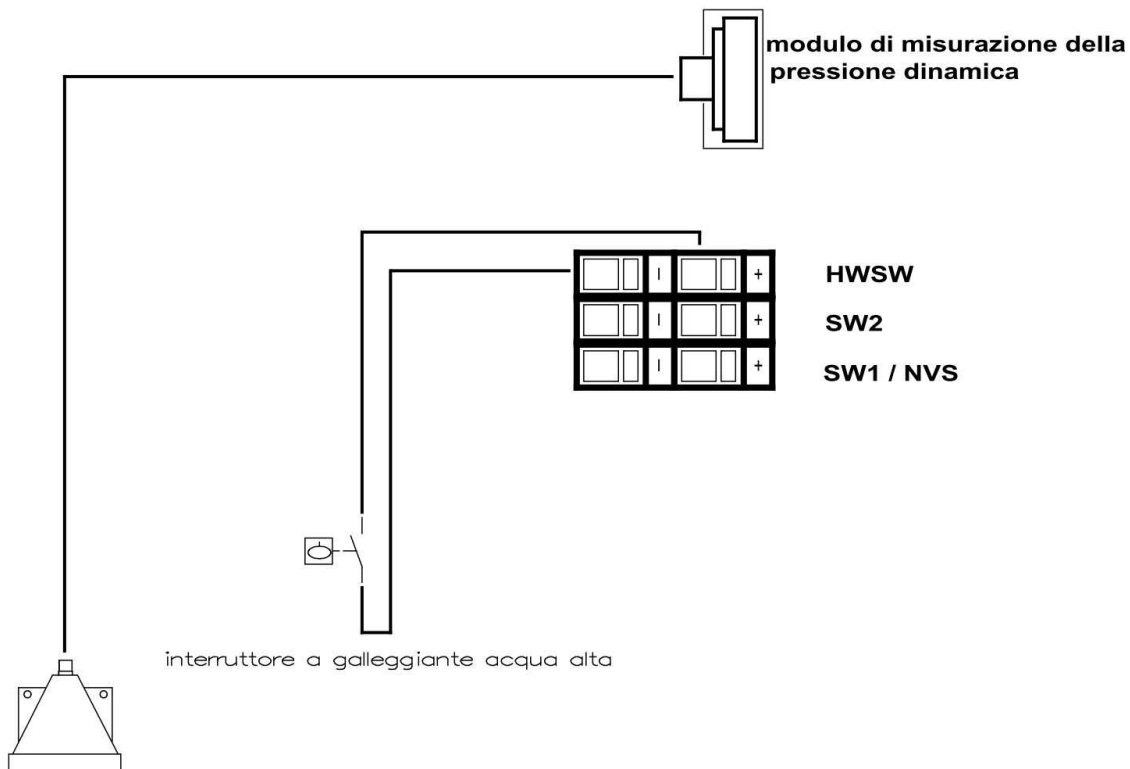 modulo di misurazione della
pressione dinamica
- + HWSW
- + SW2
- + SW1 / NVS
interruttore a galleggiante acqua alta